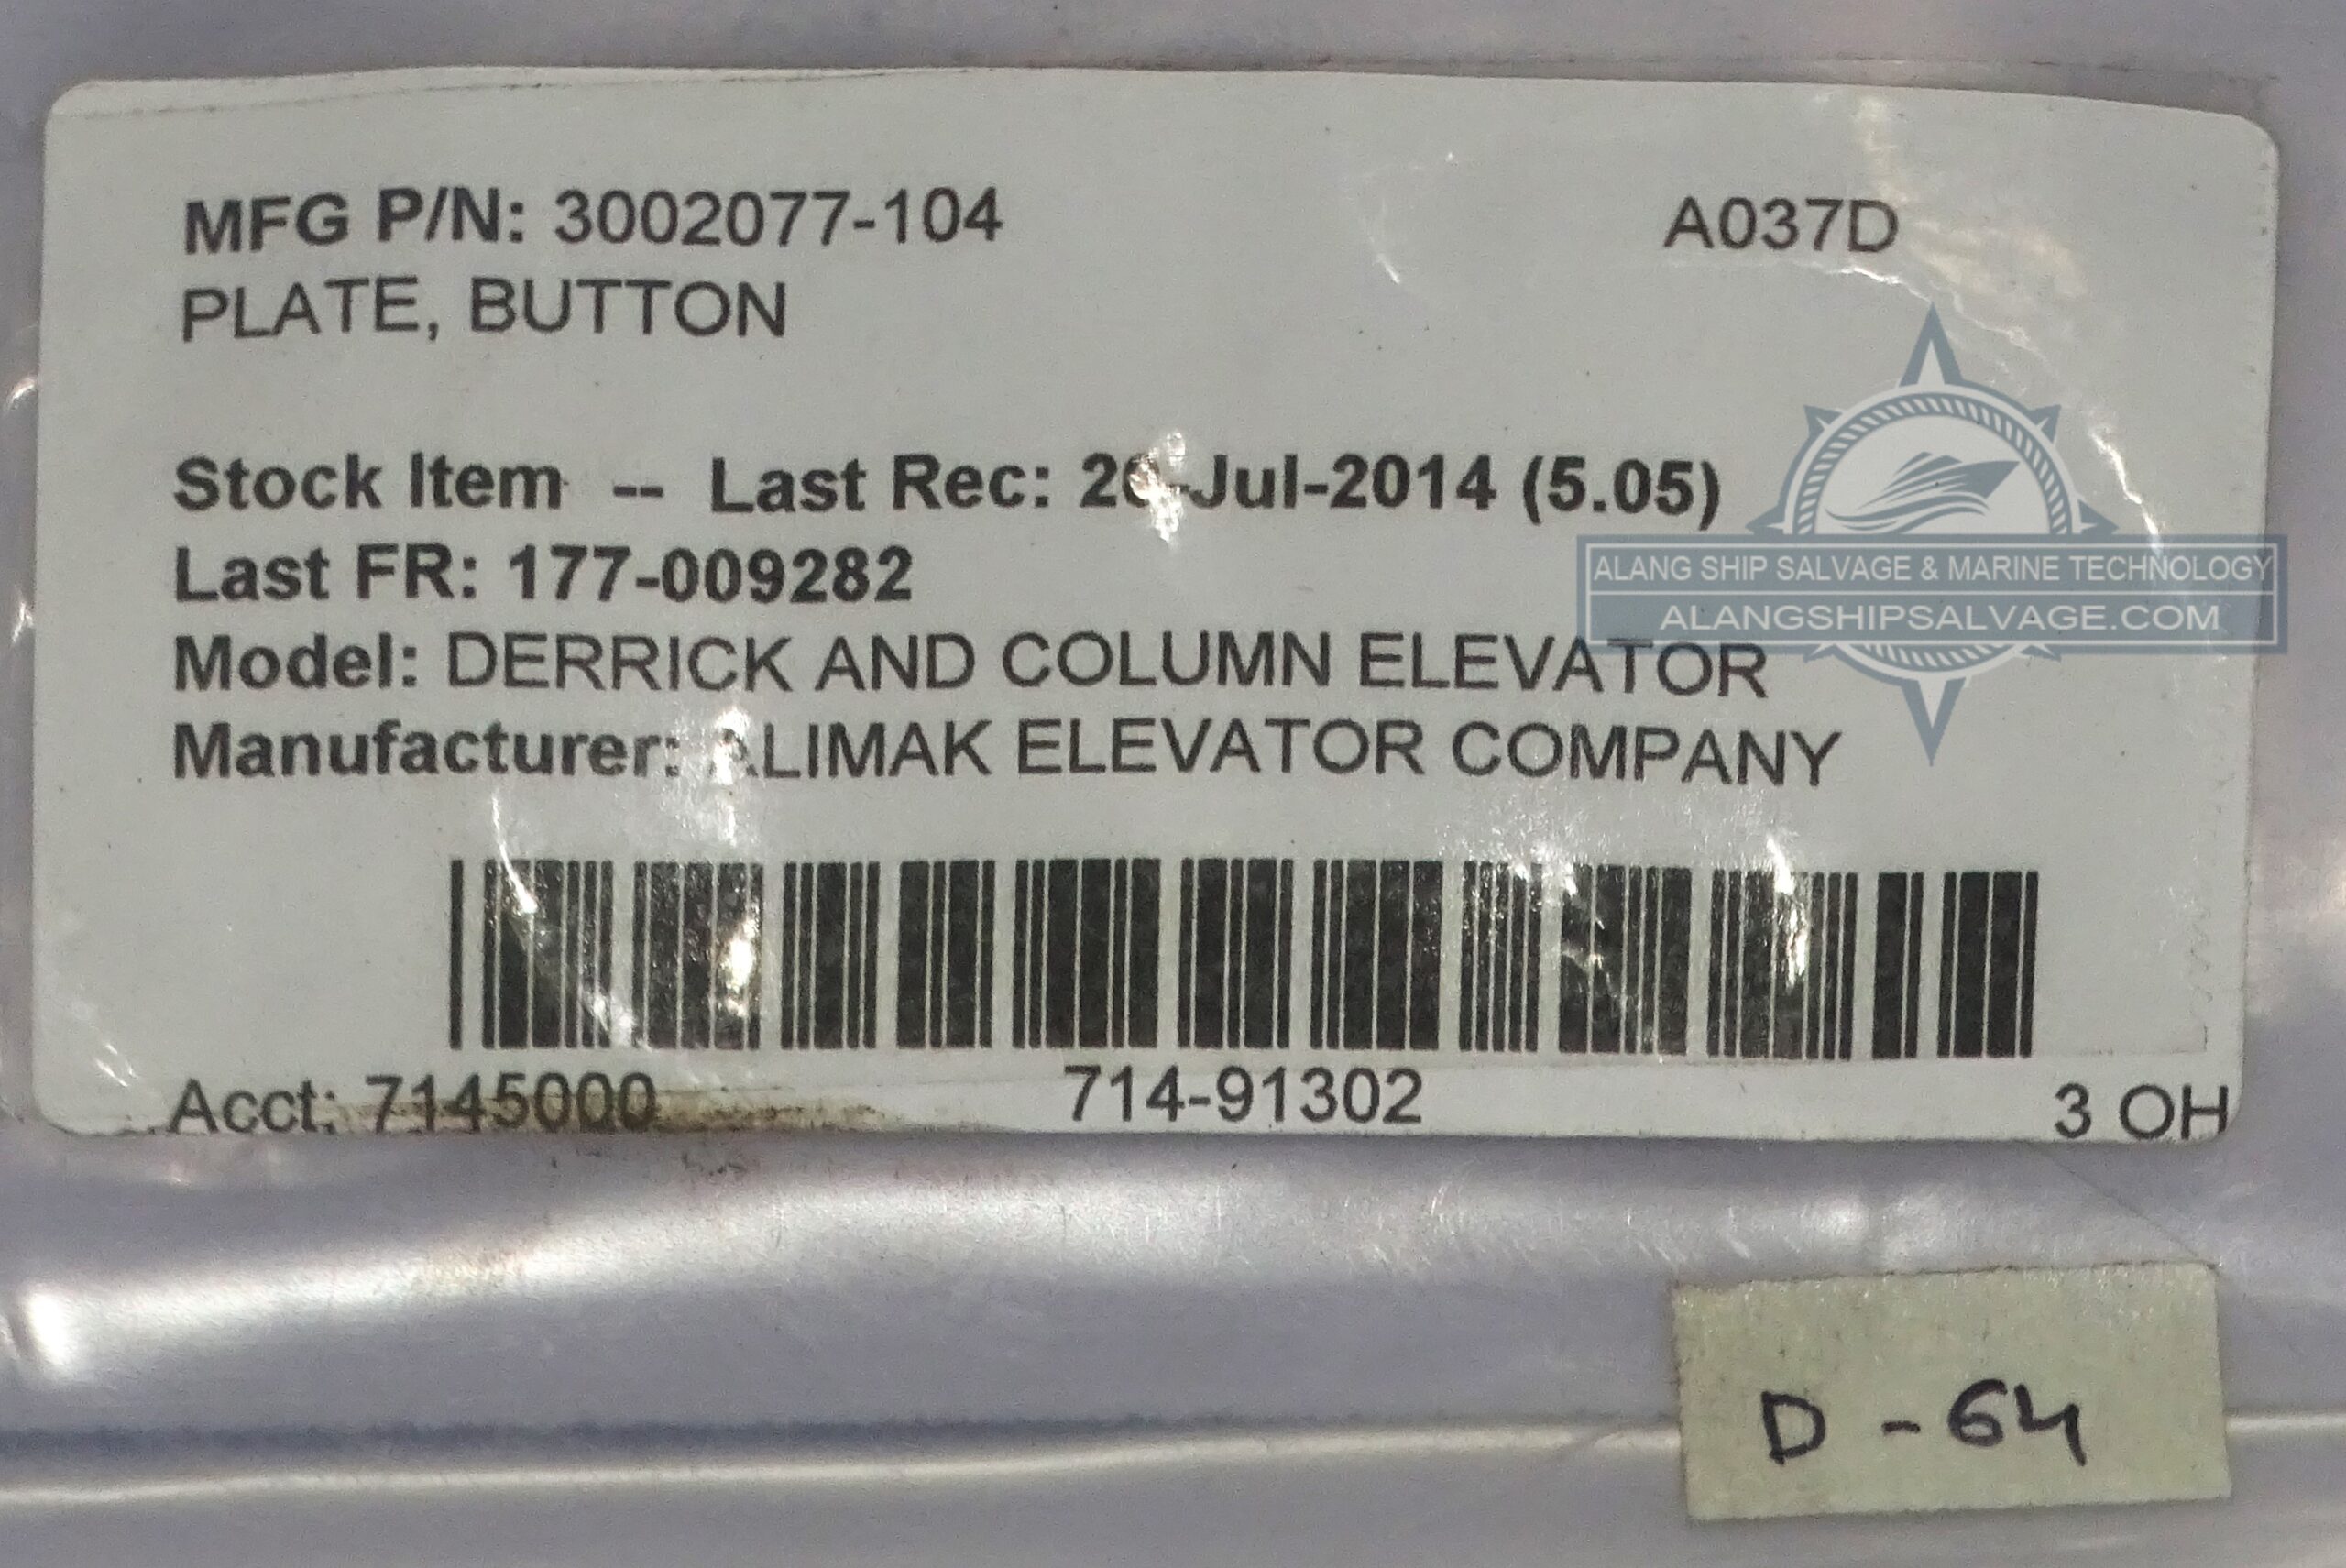 MFG P/N: 3002077-104 A037D
PLATE, BUTTON
Stock Item -- Last Rec: -Jul-2014 (5.05)
Last FR: 177-009282
Model: DERRICK AND COLUMN ELEVATOR
Manufacturer: ALIMAK ELEVATOR COMPANY
ALANG SHIP SALVAGE & MARINE TECHNOLOGY
ALANGSHIPSALVAGE.COM
Acct: 7145000 714-91302 3 OH
D - 64